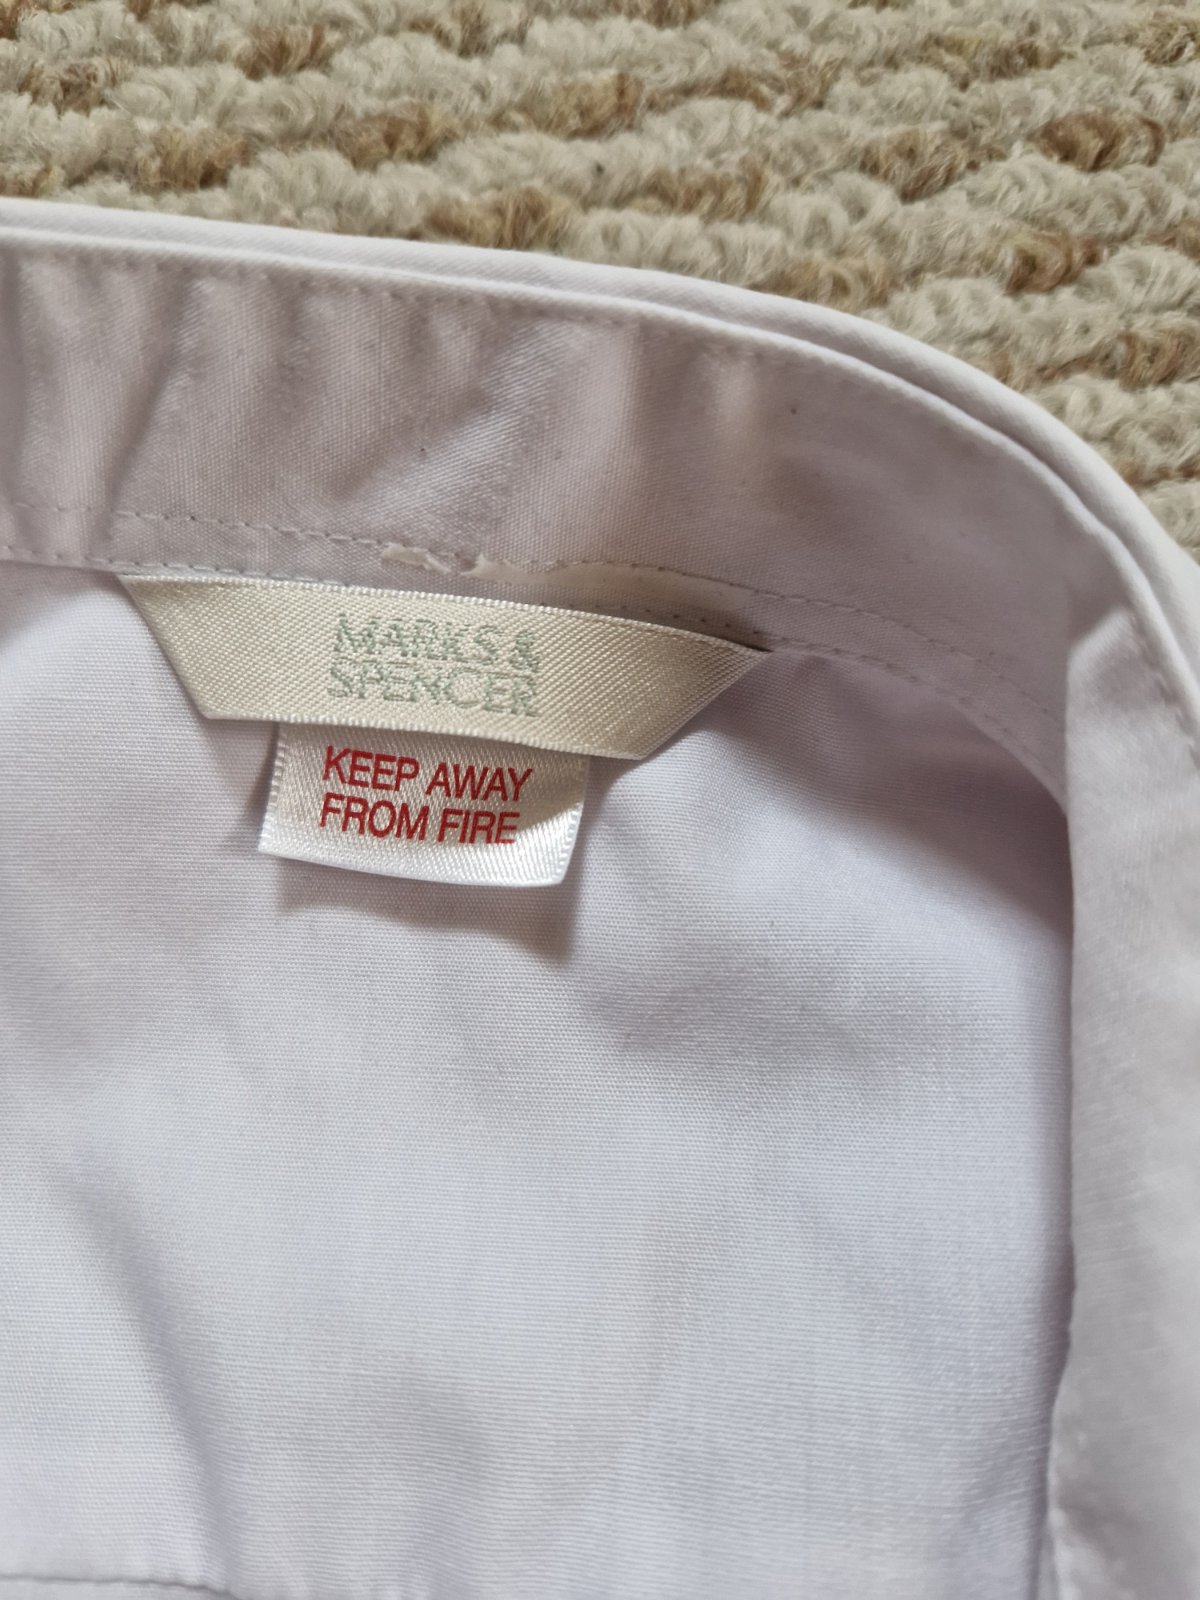 MARKS &
SPENCER
KEEP AWAY
FROM FIRE